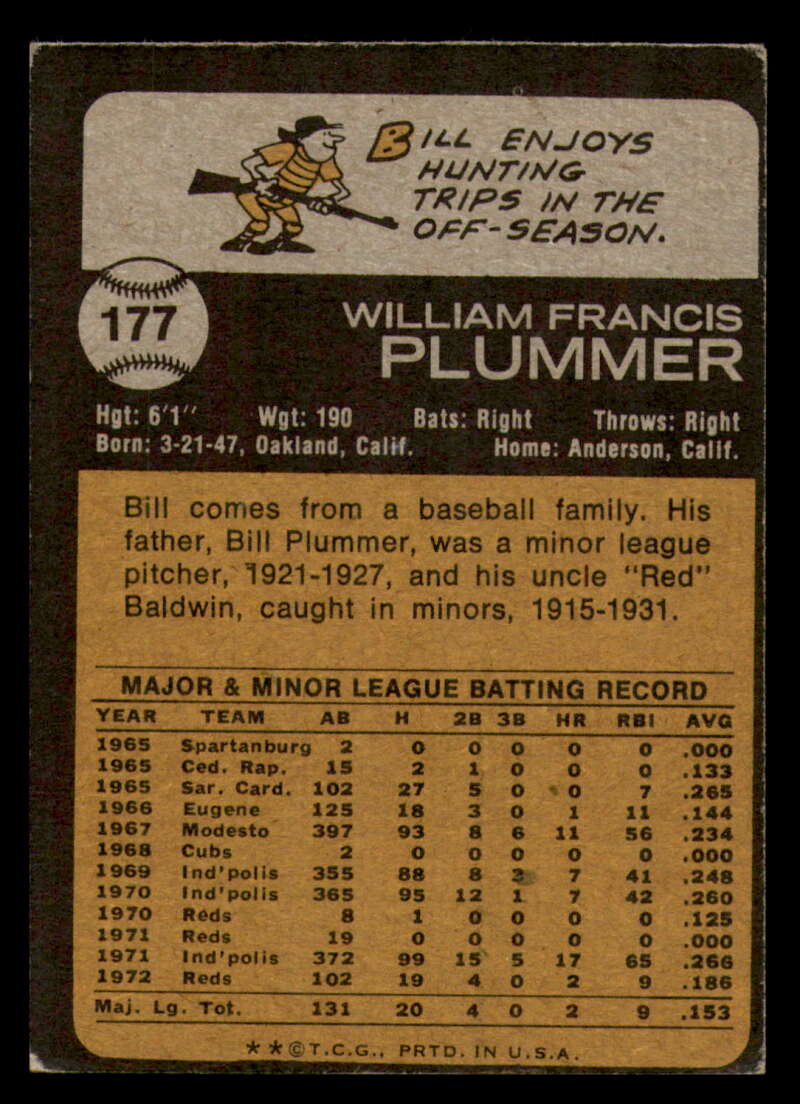 BILL ENJOYS
HUNTING
TRIPS IN THE
OFF-SEASON.
177
WILLIAM FRANCIS
PLUMMER
Hgt: 6'1" Wgt: 190 Bats: Right Throws: Right
Born: 3-21-47, Oakland, Calif. Home: Anderson, Calif.
Bill comes from a baseball family. His
father, Bill Plummer, was a minor league
pitcher, 1921-1927, and his uncle "Red"
Baldwin, caught in minors, 1915-1931.
MAJOR & MINOR LEAGUE BATTING RECORD
YEAR TEAM AB H 2B 3B HR RBI AVG
1965 Spartanburg 2 0 0 0 0 0 .000
1965 Ced. Rap. 15 2 1 0 0 0 .133
1965 Sar. Card. 102 27 5 0 0 7 .265
1966 Eugene 125 18 3 0 1 11 .144
1967 Modesto 397 93 8 6 11 56 .234
1968 Cubs 2 0 0 0 0 0 .000
1969 Ind'polis 355 88 8 7 41 .248
1970 Ind'polis 365 95 12 1 7 42 .260
1970 Reds 8 1 0 0 0 0 .125
1971 Reds 19 0 0 0 0 0 .000
1971 Ind'polis 372 99 15 5 17 65 .266
1972 Reds 102 19 4 0 2 9 .186
Maj. Lg. Tot. 131 20 4 0 2 9 .153
**©T.C.G., PRTD. IN U.S.A.